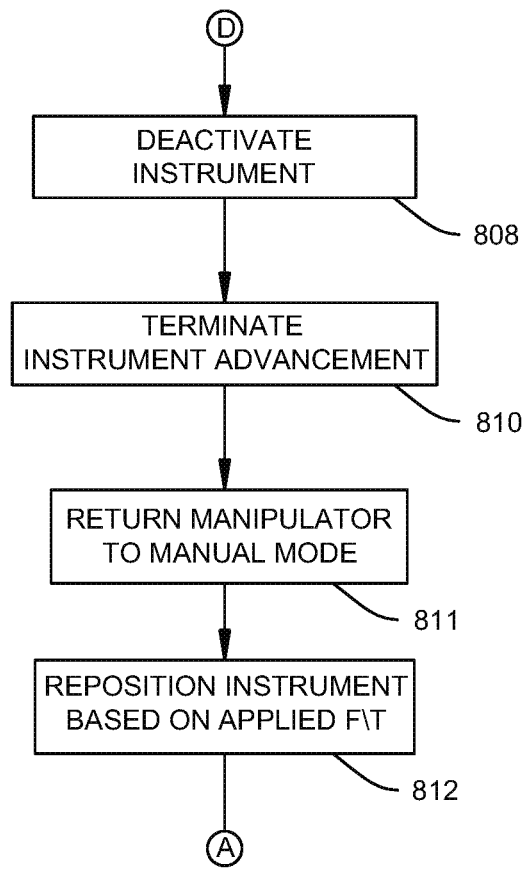 D
DEACTIVATE
INSTRUMENT
808
TERMINATE
INSTRUMENT ADVANCEMENT
810
RETURN MANIPULATOR
TO MANUAL MODE
811
REPOSITION INSTRUMENT
BASED ON APPLIED F\T
812
A